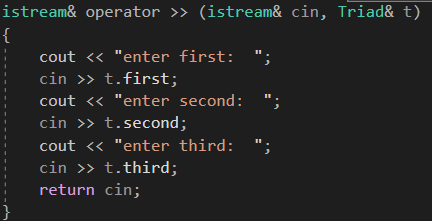 istream& operator >> (istream& cin, Triad& t)
{
    cout << "enter first:  ";
    cin >> t.first;
    cout << "enter second:  ";
    cin >> t.second;
    cout << "enter third:  ";
    cin >> t.third;
    return cin;
}